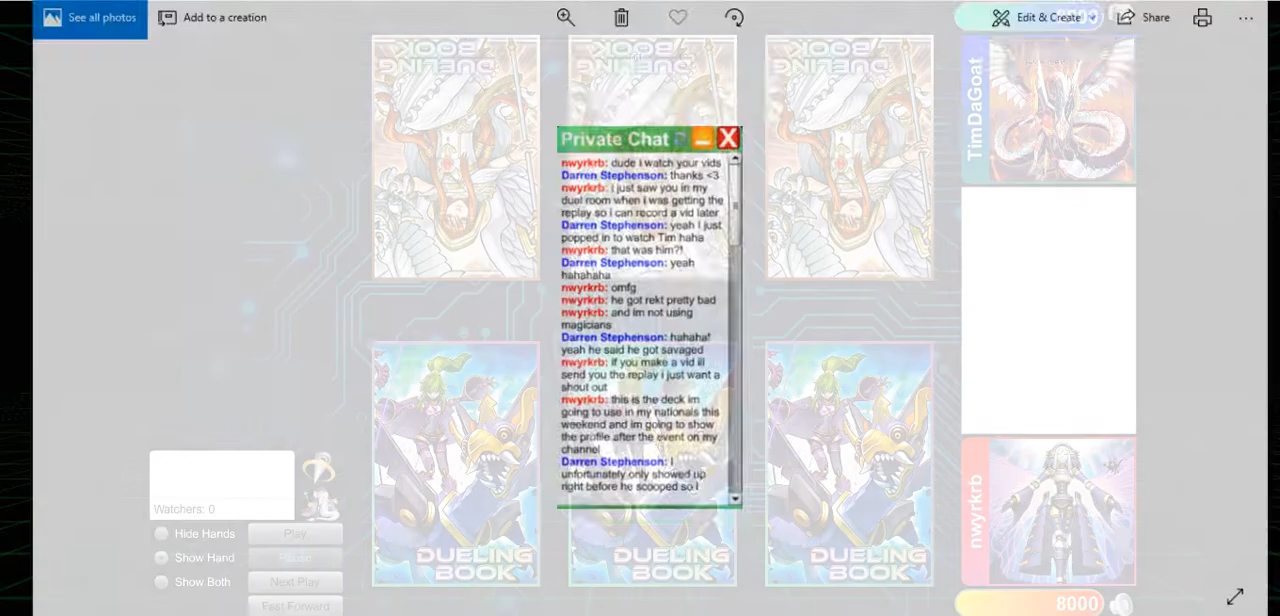 See all photos
Add to a creation
Edit & Create
Share
DUELING
BOOK
DUELING
BOOK
DUELING
BOOK
TimDaGoat
Private Chat
nwyrkrb: dude i watch your vids
Darren Stephenson: thanks <3
nwyrkrb: i just saw you in my
duel room when I was getting the
replay so i can record a vid later
Darren Stephenson: yeah I just
popped in to watch Tim haha
nwyrkrb: that was him?!
Darren Stephenson: yeah
hahahaha
nwyrkrb: omfg
nwyrkrb: he got rekt pretty bad
nwyrkrb: and im not using
magicians
Darren Stephenson: hahaha!
yeah he said he got savaged
nwyrkrb: if you make a vid ill
send you the replay i just want a
shout out
nwyrkrb: this is the deck im
going to use in my nationals this
weekend and im going to show
the profile after the event on my
channel
Darren Stephenson: I
unfortunately only showed up
right before he scooped so I
Watchers: 0
Hide Hands
Play
Show Hand
Pause
Show Both
Next Play
Fast Forward
DUELING
BOOK
DUELING
BOOK
DUELING
BOOK
nwyrkrb
8000